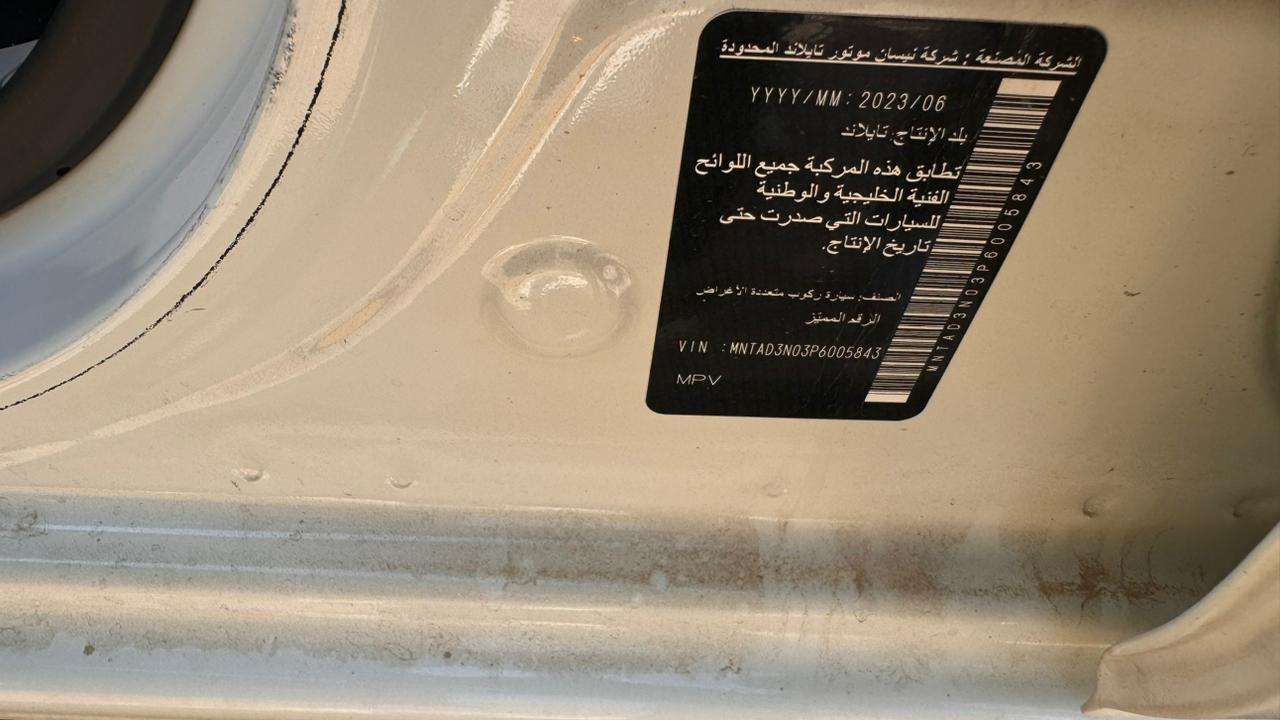 الشركة المصنعة : شركة نيسان موتور تايلاند المحدودة
YYYY/MM: 2023/06
بلد الإنتاج: تايلاند
تطابق هذه المركبة جميع اللوائح
الفنية الخليجية والوطنية
للسيارات التي صدرت حتى
تاريخ الإنتاج.
الصنف: سيارة ركوب متعددة الأغراض
الرقم المميّز
VIN :MNTAD3N03P6005843
MPV
MNTAD3N03P6005843